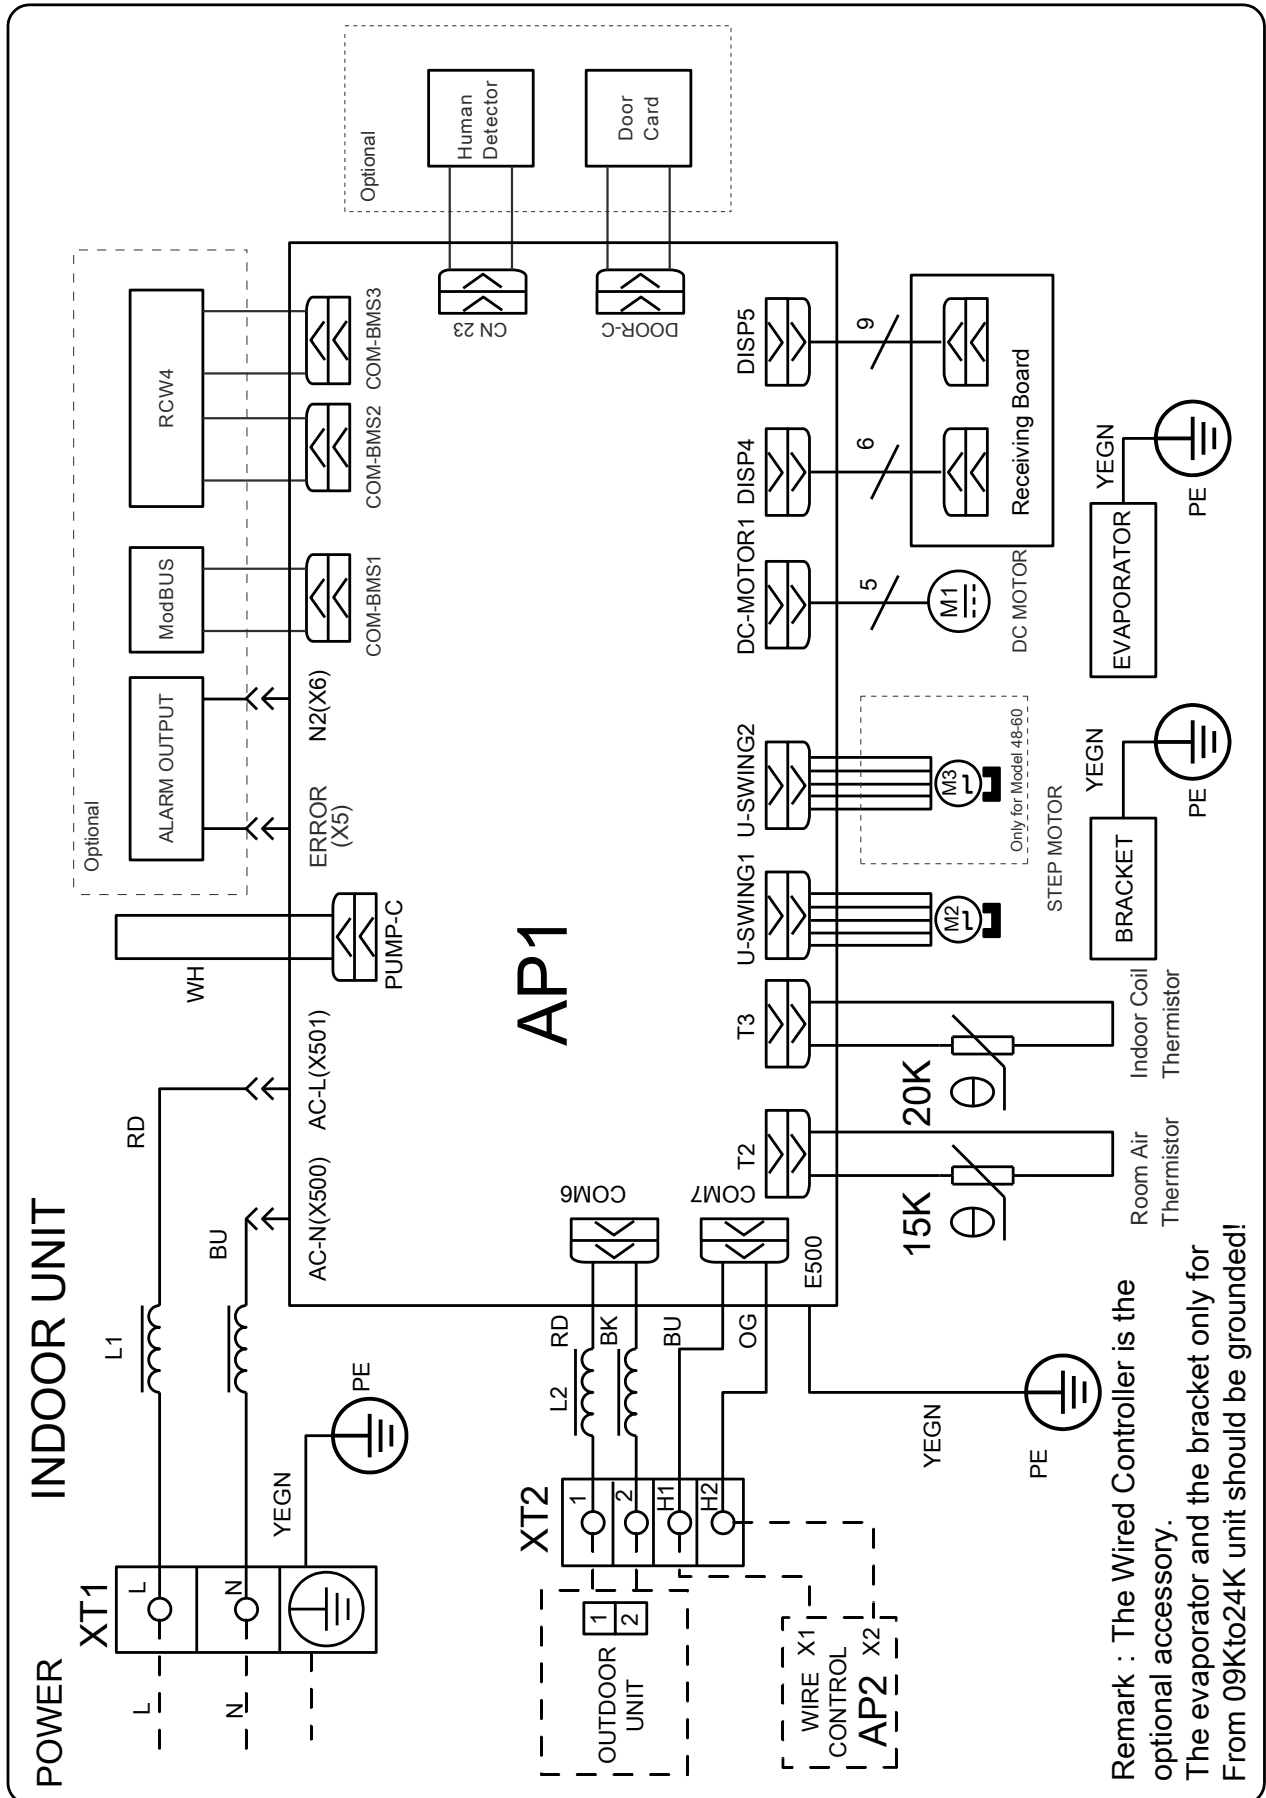 INDOOR UNIT
POWER
XT1
L
N
L
N
L1
RD
BU
YEGN
PE
AC-N(X500)
AC-L(X501)
WH
PUMP-C
Optional
ALARM OUTPUT
ModBUS
RCW4
ERROR
(X5)
N2(X6)
COM-BMS1
COM-BMS2
COM-BMS3
Optional
Human
Detector
Door
Card
CN 23
DOOR-C
AP1
XT2
1
2
H1
H2
L2
RD
BK
BU
OG
COM6
COM7
E500
OUTDOOR
UNIT
1
2
WIRE
CONTROL
AP2
X1
X2
YEGN
PE
T2
T3
U-SWING1
U-SWING2
DC-MOTOR1
DISP4
DISP5
15K
20K
Room Air
Thermistor
Indoor Coil
Thermistor
M2
M3
Only for Model 48-60
STEP MOTOR
5
M1
DC MOTOR
6
9
Receiving Board
BRACKET
YEGN
PE
EVAPORATOR
YEGN
PE
Remark : The Wired Controller is the
optional accessory.
The evaporator and the bracket only for
From 09Kto24K unit should be grounded!